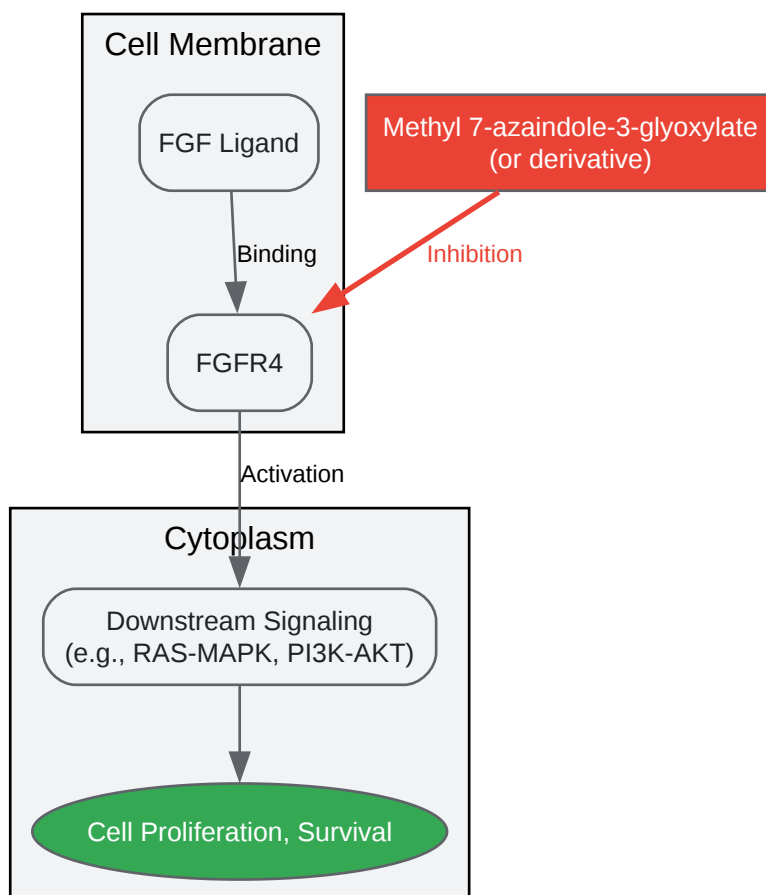 Cell Membrane
FGF Ligand
Methyl 7-azaindole-3-glyoxylate
(or derivative)
Binding
Inhibition
FGFR4
Activation
Cytoplasm
Downstream Signaling
(e.g., RAS-MAPK, PI3K-AKT)
Cell Proliferation, Survival